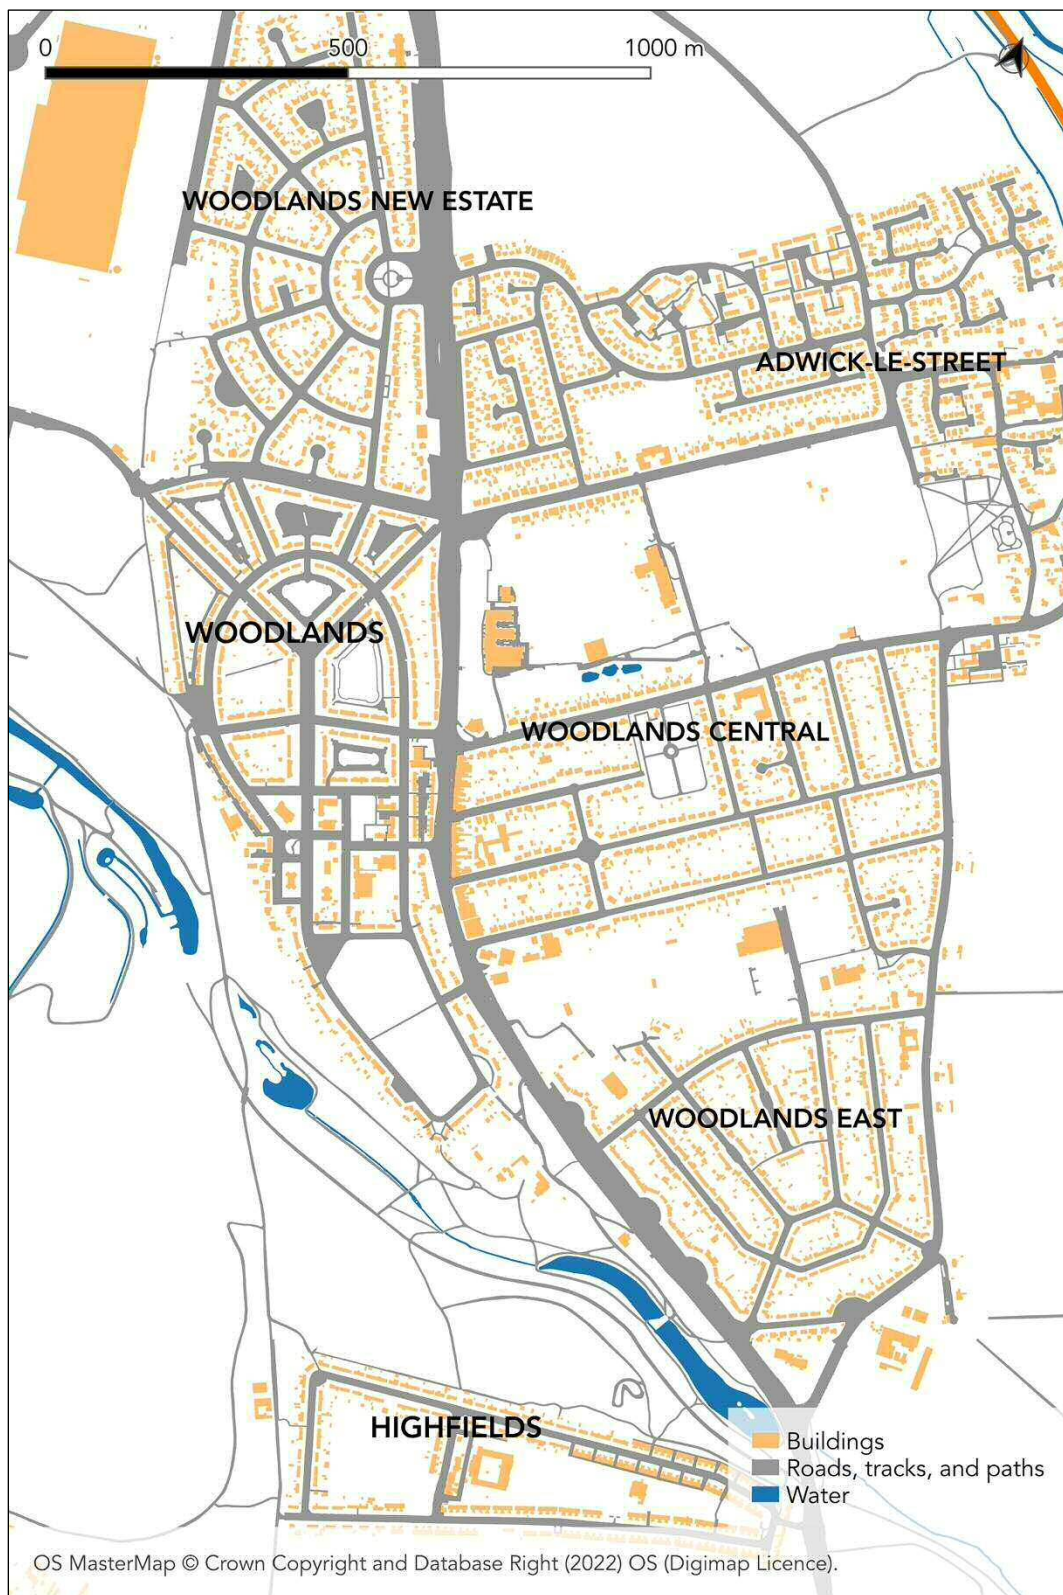 0 500 1000 m
WOODLANDS NEW ESTATE
ADWICK-LE-STREET
WOODLANDS
WOODLANDS CENTRAL
WOODLANDS EAST
HIGHFIELDS
Buildings
Roads, tracks, and paths
Water
OS MasterMap © Crown Copyright and Database Right (2022) OS (Digimap Licence).